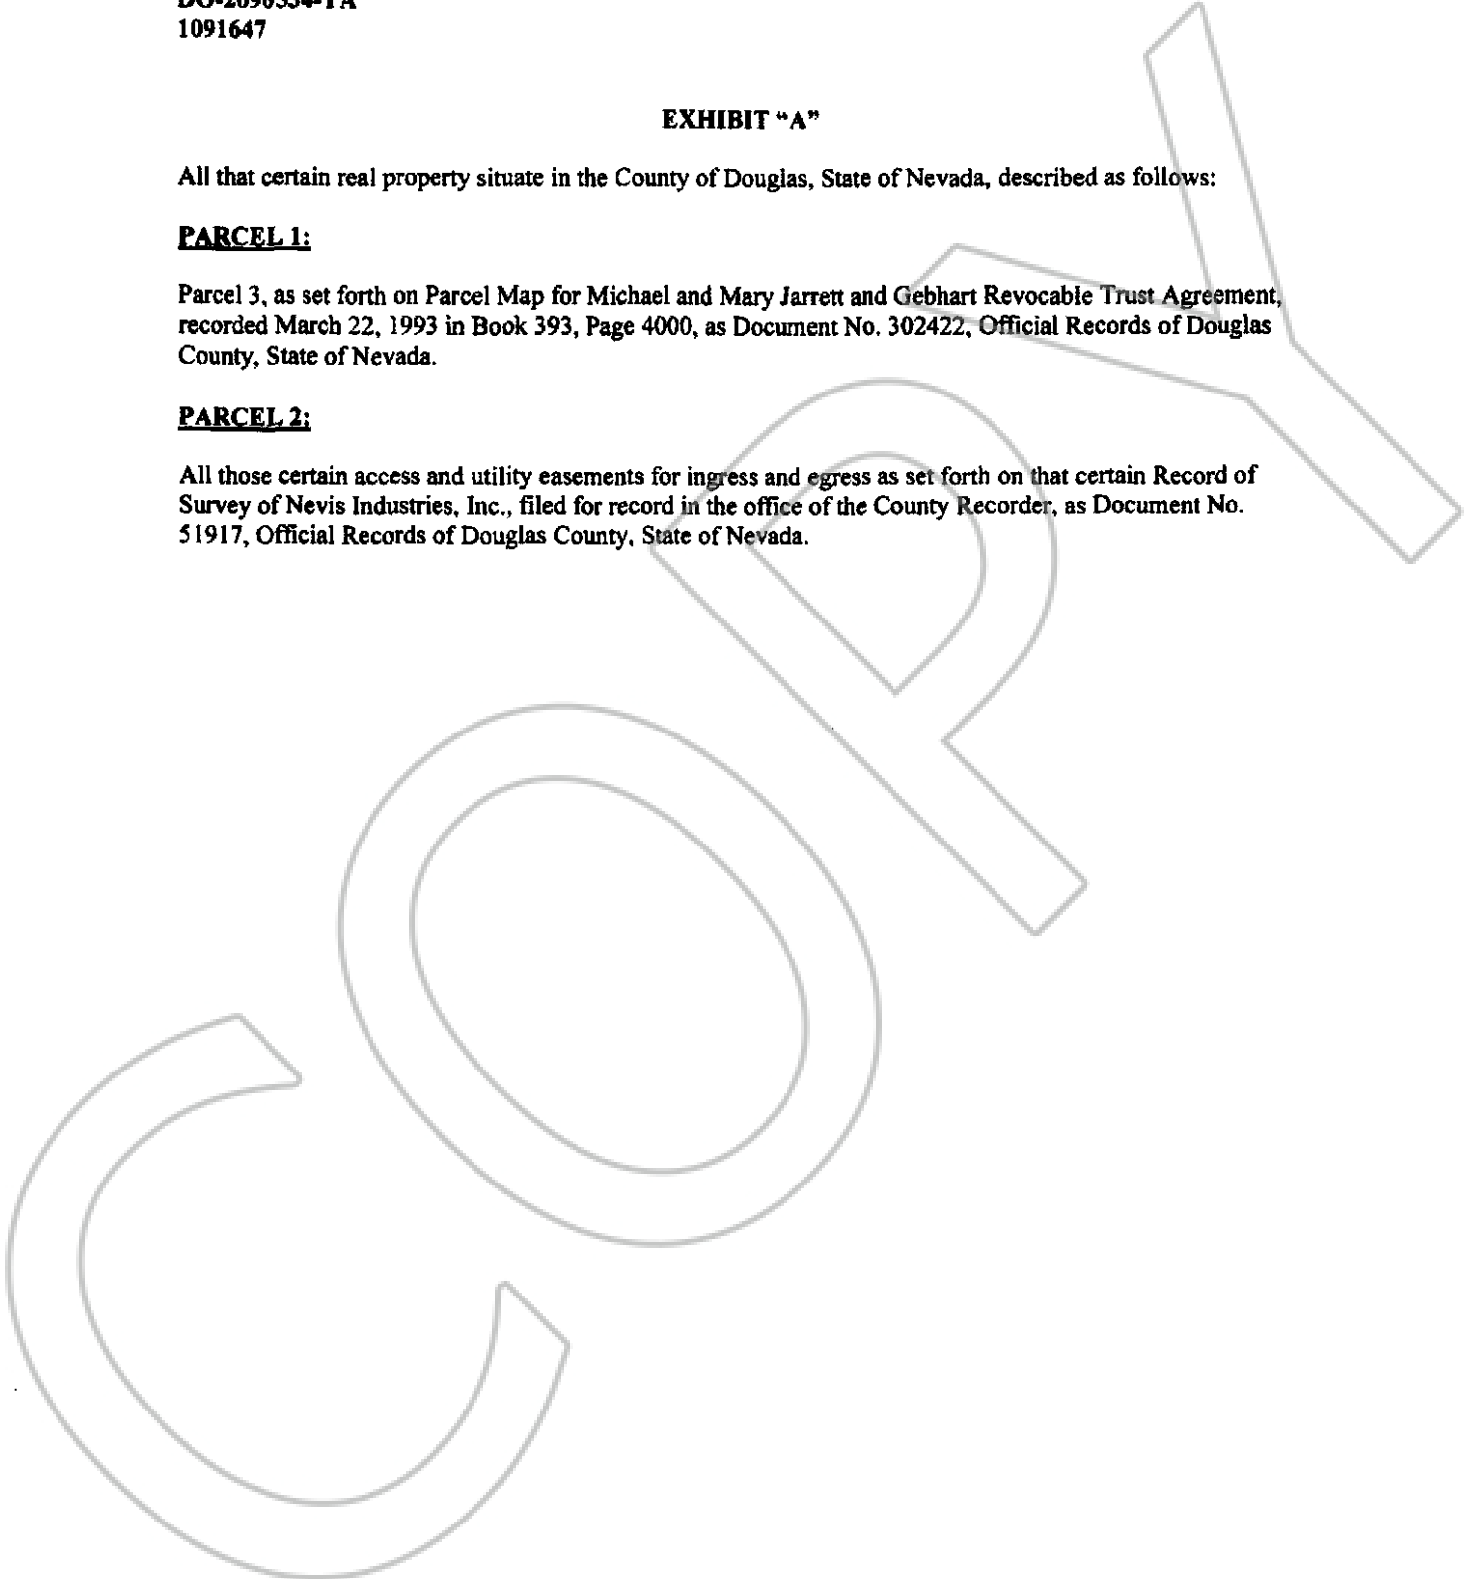 1091647
EXHIBIT “A”
All that certain real property situate in the County of Douglas, State of Nevada, described as follows:
PARCEL 1:
Parcel 3, as set forth on Parcel Map for Michael and Mary Jarrett and Gebhart Revocable Trust Agreement,
recorded March 22, 1993 in Book 393, Page 4000, as Document No. 302422, Official Records of Douglas
County, State of Nevada.
PARCEL 2:
All those certain access and utility easements for ingress and egress as set forth on that certain Record of
Survey of Nevis Industries, Inc., filed for record in the office of the County Recorder, as Document No.
51917, Official Records of Douglas County, State of Nevada.
COPY